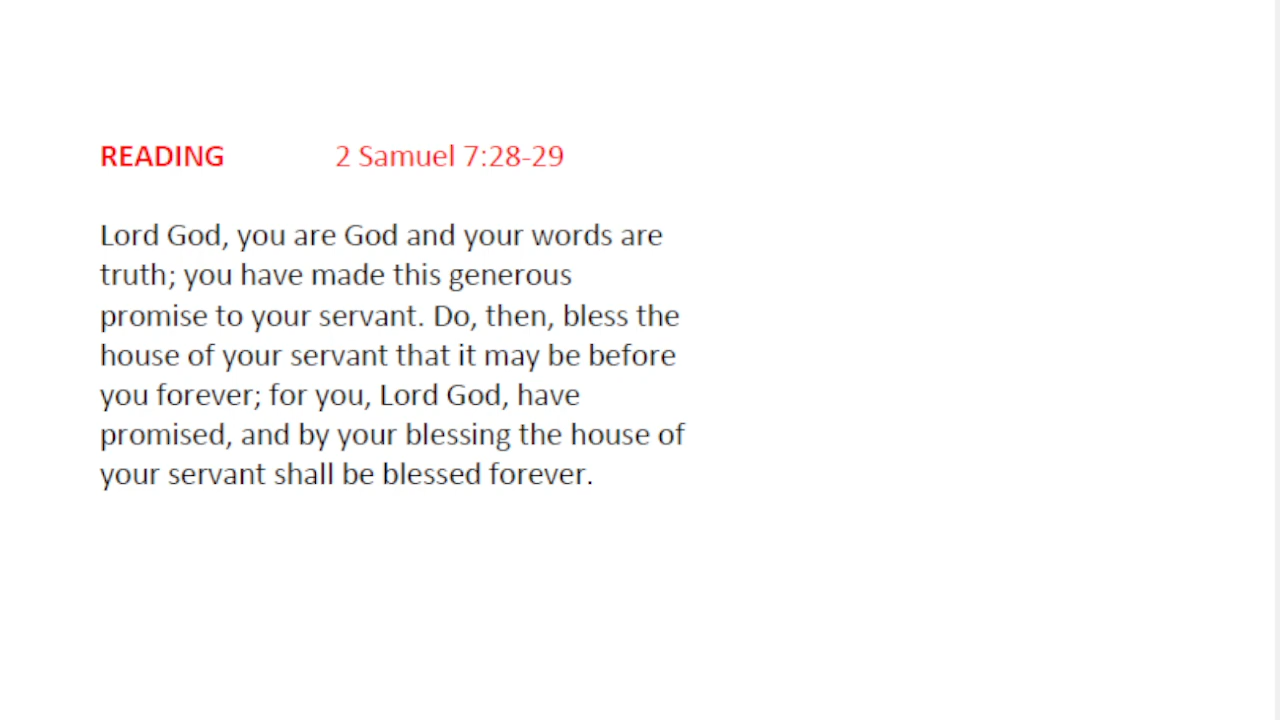 READING 2 Samuel 7:28-29
Lord God, you are God and your words are
truth; you have made this generous
promise to your servant. Do, then, bless the
house of your servant that it may be before
you forever; for you, Lord God, have
promised, and by your blessing the house of
your servant shall be blessed forever.